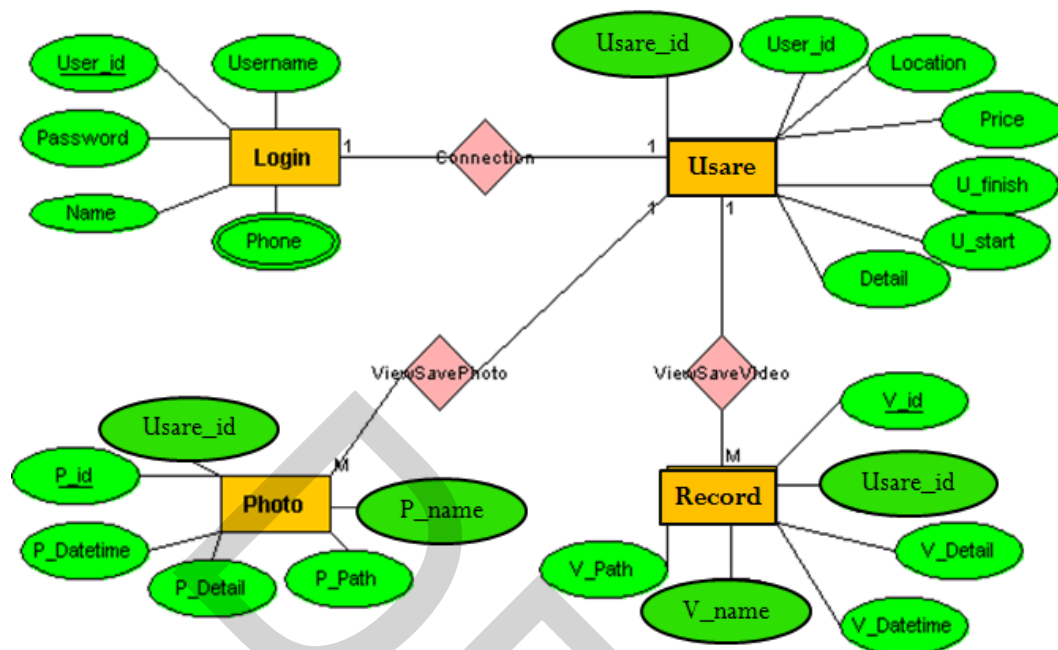 Usare_id
User_id
User_id
Username
Location
Password
Price
Login
1
Connection
1
Usare
U_finish
Name
1
1
Phone
U_start
Detail
ViewSavePhoto
ViewSaveVideo
V_id
Usare_id
P_id
M
M
Photo
P_name
Record
Usare_id
P_Datetime
V_Detail
P_Detail
P_Path
V_Path
V_name
V_Datetime